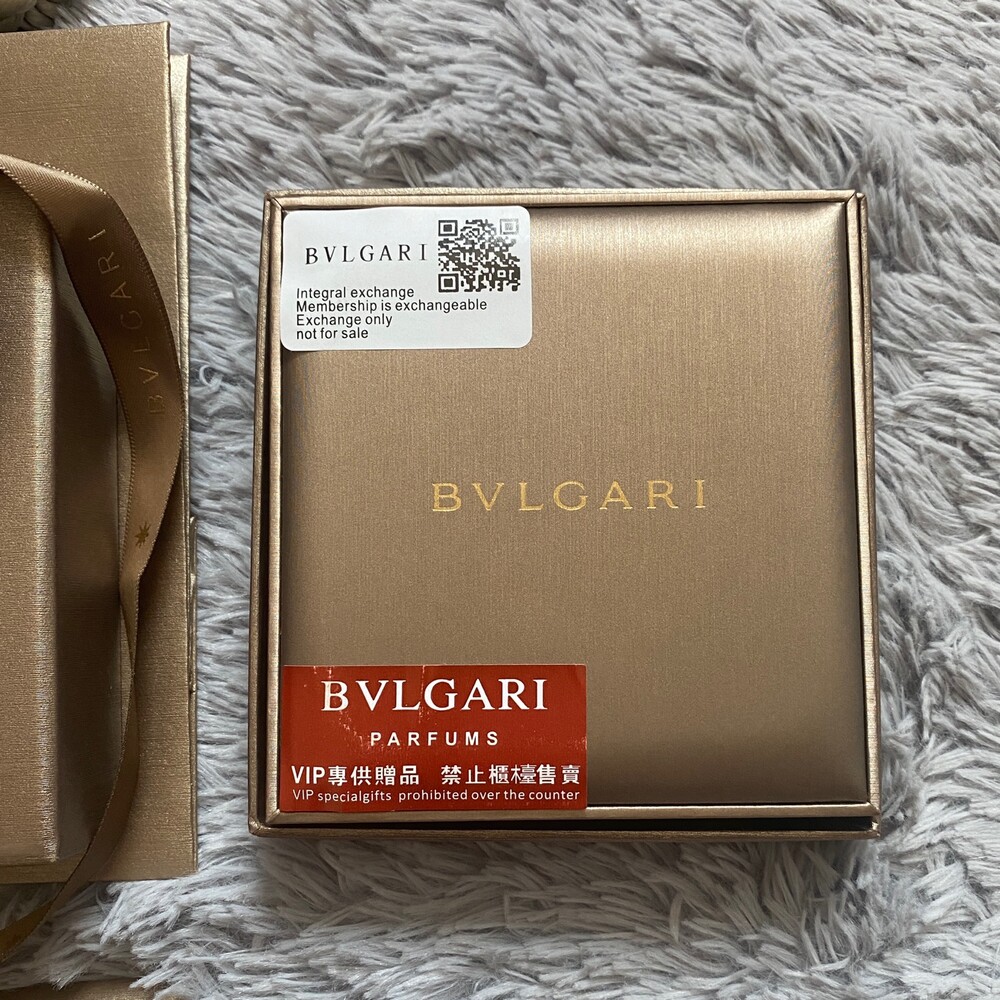 BVLGARI
BVLGARI
Integral exchange
Membership is exchangeable
Exchange only
not for sale
BVLGARI
BVLGARI
PARFUMS
VIP專供贈品 禁止櫃檯售賣
VIP specialgifts prohibited over the counter